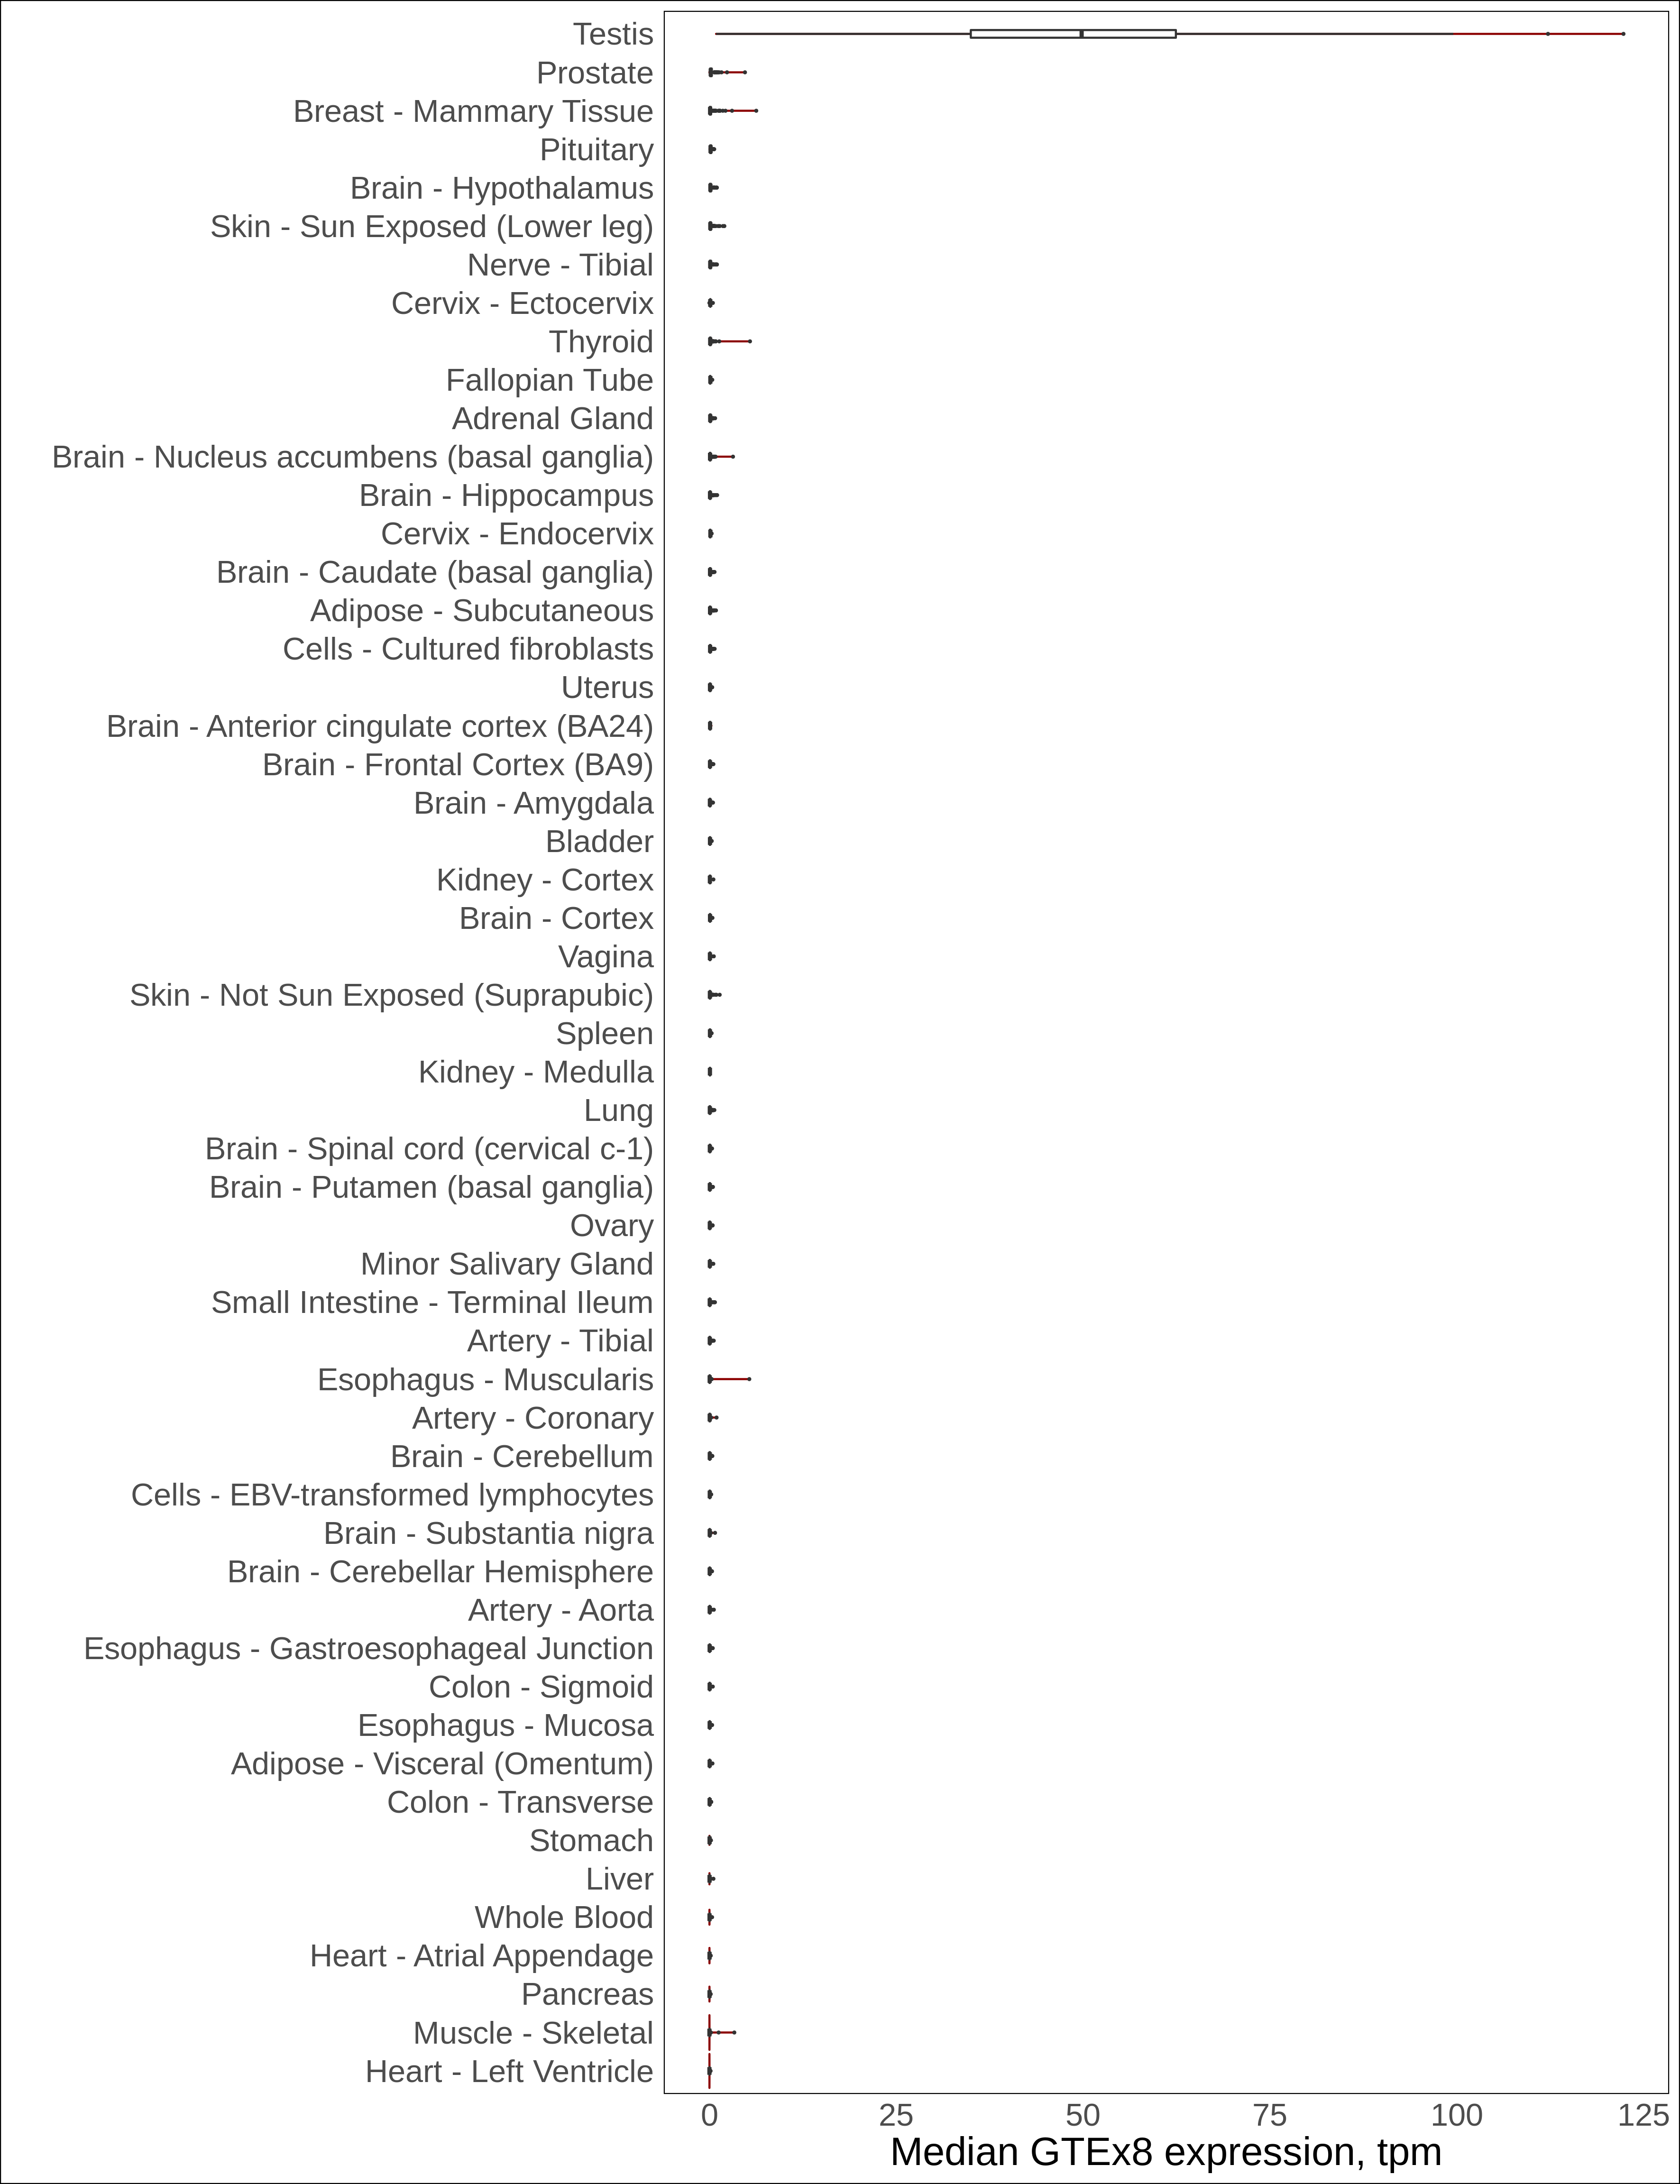 Testis
Prostate
Breast - Mammary Tissue
Pituitary
Brain - Hypothalamus
Skin - Sun Exposed (Lower leg)
Nerve - Tibial
Cervix - Ectocervix
Thyroid
Fallopian Tube
Adrenal Gland
Brain - Nucleus accumbens (basal ganglia)
Brain - Hippocampus
Cervix - Endocervix
Brain - Caudate (basal ganglia)
Adipose - Subcutaneous
Cells - Cultured fibroblasts
Uterus
Brain - Anterior cingulate cortex (BA24)
Brain - Frontal Cortex (BA9)
Brain - Amygdala
Bladder
Kidney - Cortex
Brain - Cortex
Vagina
Skin - Not Sun Exposed (Suprapubic)
Spleen
Kidney - Medulla
Lung
Brain - Spinal cord (cervical c-1)
Brain - Putamen (basal ganglia)
Ovary
Minor Salivary Gland
Small Intestine - Terminal Ileum
Artery - Tibial
Esophagus - Muscularis
Artery - Coronary
Brain - Cerebellum
Cells - EBV-transformed lymphocytes
Brain - Substantia nigra
Brain - Cerebellar Hemisphere
Artery - Aorta
Esophagus - Gastroesophageal Junction
Colon - Sigmoid
Esophagus - Mucosa
Adipose - Visceral (Omentum)
Colon - Transverse
Stomach
Liver
Whole Blood
Heart - Atrial Appendage
Pancreas
Muscle - Skeletal
Heart - Left Ventricle
0 25 50 75 100 125
Median GTEx8 expression, tpm